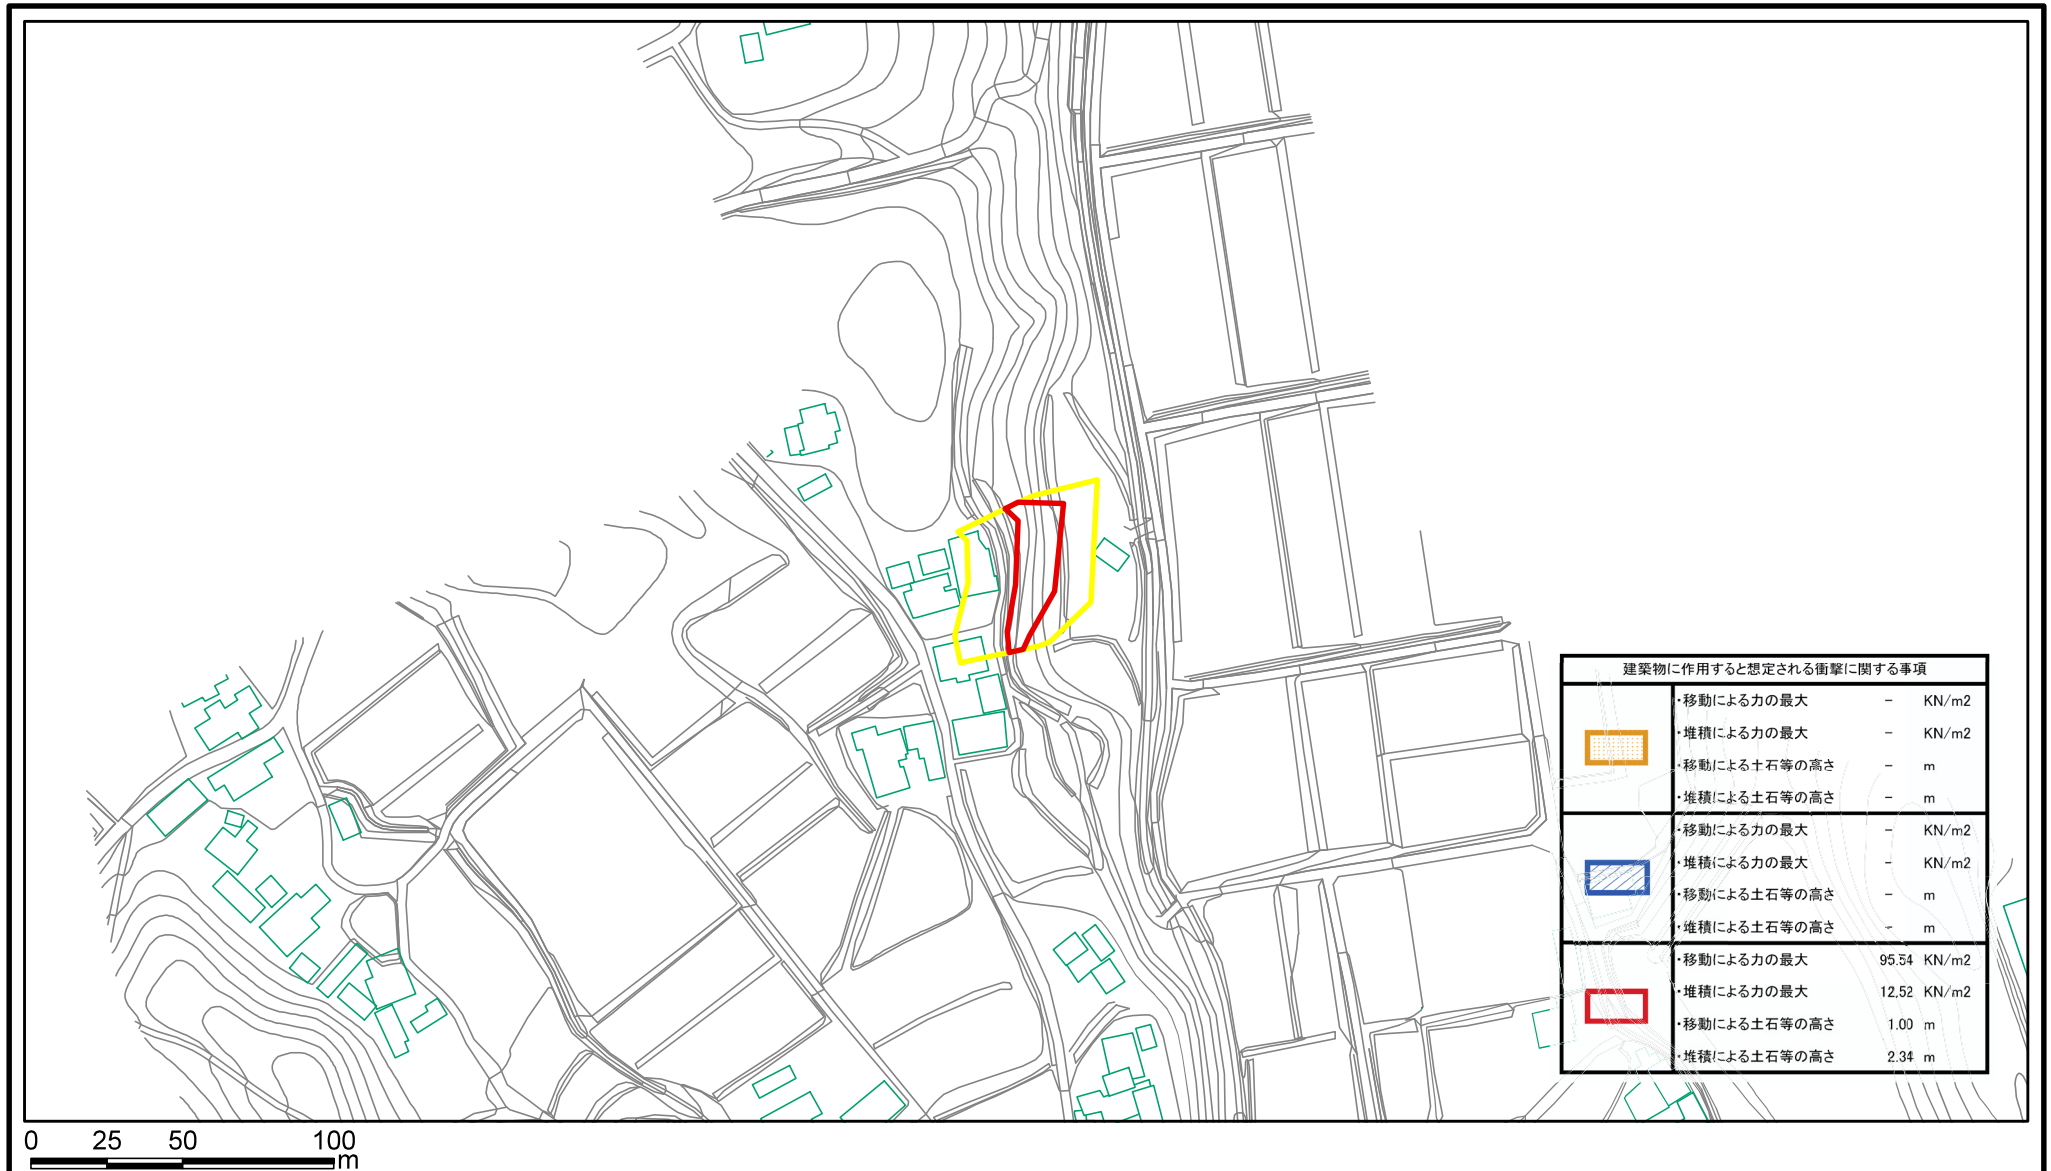 建築物に作用すると想定される衝撃に関する事項
・移動による力の最大 - KN/m2
・堆積による力の最大 - KN/m2
・移動による土石等の高さ - m
・堆積による土石等の高さ - m
・移動による力の最大 - KN/m2
・堆積による力の最大 - KN/m2
・移動による土石等の高さ - m
・堆積による土石等の高さ - m
・移動による力の最大 95.54 KN/m2
・堆積による力の最大 12.52 KN/m2
・移動による土石等の高さ 1.00 m
・堆積による土石等の高さ 2.34 m
0 25 50 100
m